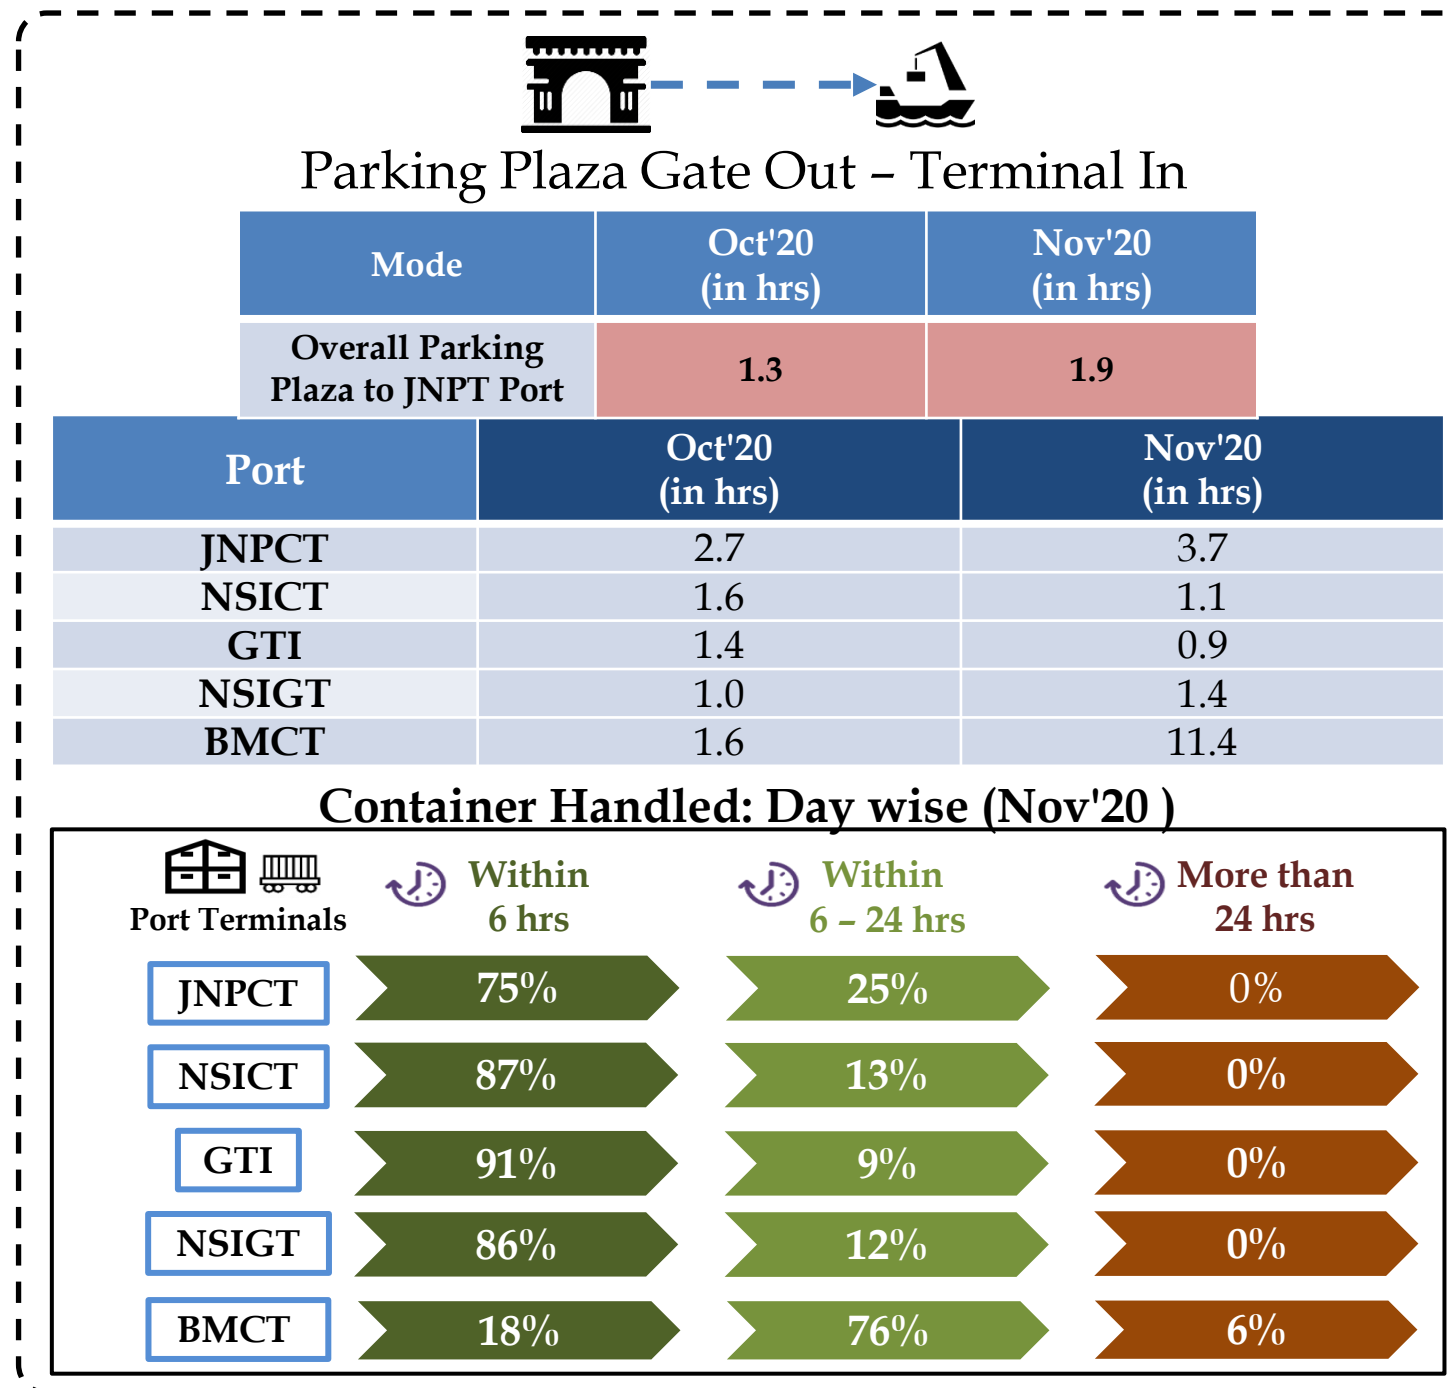 Parking Plaza Gate Out – Terminal In
Mode
Oct'20
(in hrs)
Nov'20
(in hrs)
Overall Parking
Plaza to JNPT Port
1.3
1.9
Port
Oct'20
(in hrs)
Nov'20
(in hrs)
JNPCT 2.7 3.7
NSICT 1.6 1.1
GTI 1.4 0.9
NSIGT 1.0 1.4
BMCT 1.6 11.4
Container Handled: Day wise (Nov'20 )
Port Terminals
Within
6 hrs
Within
6 – 24 hrs
More than
24 hrs
JNPCT 75% 25% 0%
NSICT 87% 13% 0%
GTI 91% 9% 0%
NSIGT 86% 12% 0%
BMCT 18% 76% 6%